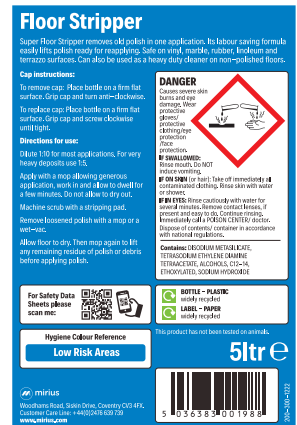 Floor Stripper
Super Floor Stripper removes old polish in one application. Its labour saving formula
easily lifts polish ready for reapplying. Safe on vinyl, marble, rubber, linoleum and
terrazzo surfaces. Can also be used as a heavy duty cleaner on non-polished floors.
Cap instructions:
To remove cap: Place bottle on a firm flat
surface. Grip cap and turn anti-clockwise.
To replace cap: Place bottle on a firm flat
surface. Grip cap and screw clockwise
until tight.
Directions for use:
Dilute 1:10 for most applications. For very
heavy deposits use 1:5.
Apply with a mop allowing generous
application, work in and allow to dwell for
a few minutes. Do not allow to dry out.
Machine scrub with a stripping pad.
Remove loosened polish with a mop or a
wet-vac.
Allow floor to dry. Then mop again to lift
any remaining residue of polish or debris
before applying polish.
DANGER
Causes severe skin
burns and eye
damage, Wear
protective
gloves/
protective
clothing/eye
protection
/face
protection.
IF SWALLOWED:
Rinse mouth. Do NOT
induce vomiting.
IF ON SKIN (or hair): Take off immediately all
contaminated clothing. Rinse skin with water
or shower.
IF IN EYES: Rinse cautiously with water for
several minutes. Remove contact lenses, if
present and easy to do. Continue rinsing.
Immediately call a POISON CENTER/ doctor.
Dispose of contents/ container in accordance
with national regulations.
Contains: DISODIUM METASILICATE,
TETRASODIUM ETHYLENE DIAMINE
TETRAACETATE, ALCOHOLS, C12-14,
ETHOXYLATED, SODIUM HYDROXIDE
For Safety Data
Sheets please
scan me:
BOTTLE - PLASTIC
widely recycled
LABEL - PAPER
widely recycled
This product has not been tested on animals.
Hygiene Colour Reference
Low Risk Areas
5ltr e
mirius
Woodhams Road, Siskin Drive, Coventry CV3 4FX.
Customer Care Line: +44(0)2476 639 739
www.mirius.com
5 036383 001988
200-300-1222